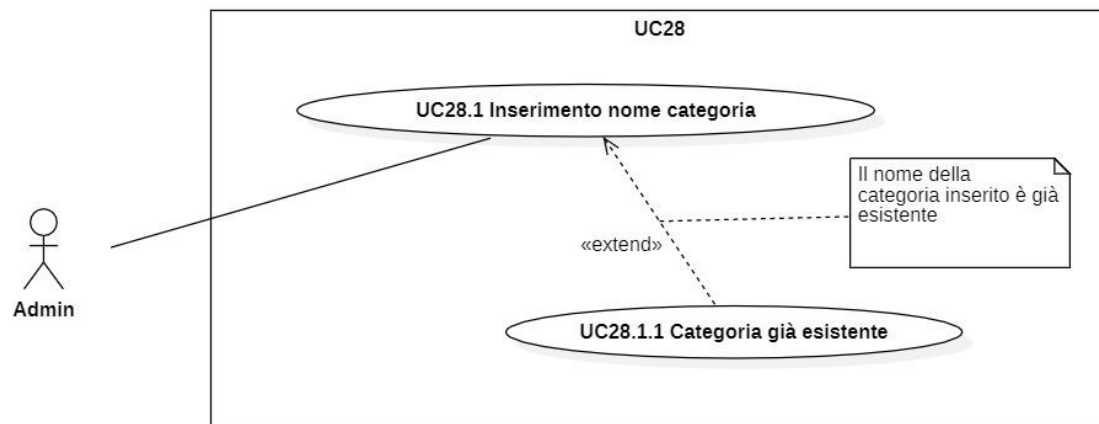 UC28
UC28.1 Inserimento nome categoria
Il nome della
categoria inserito è già
esistente
«extend»
Admin
UC28.1.1 Categoria già esistente